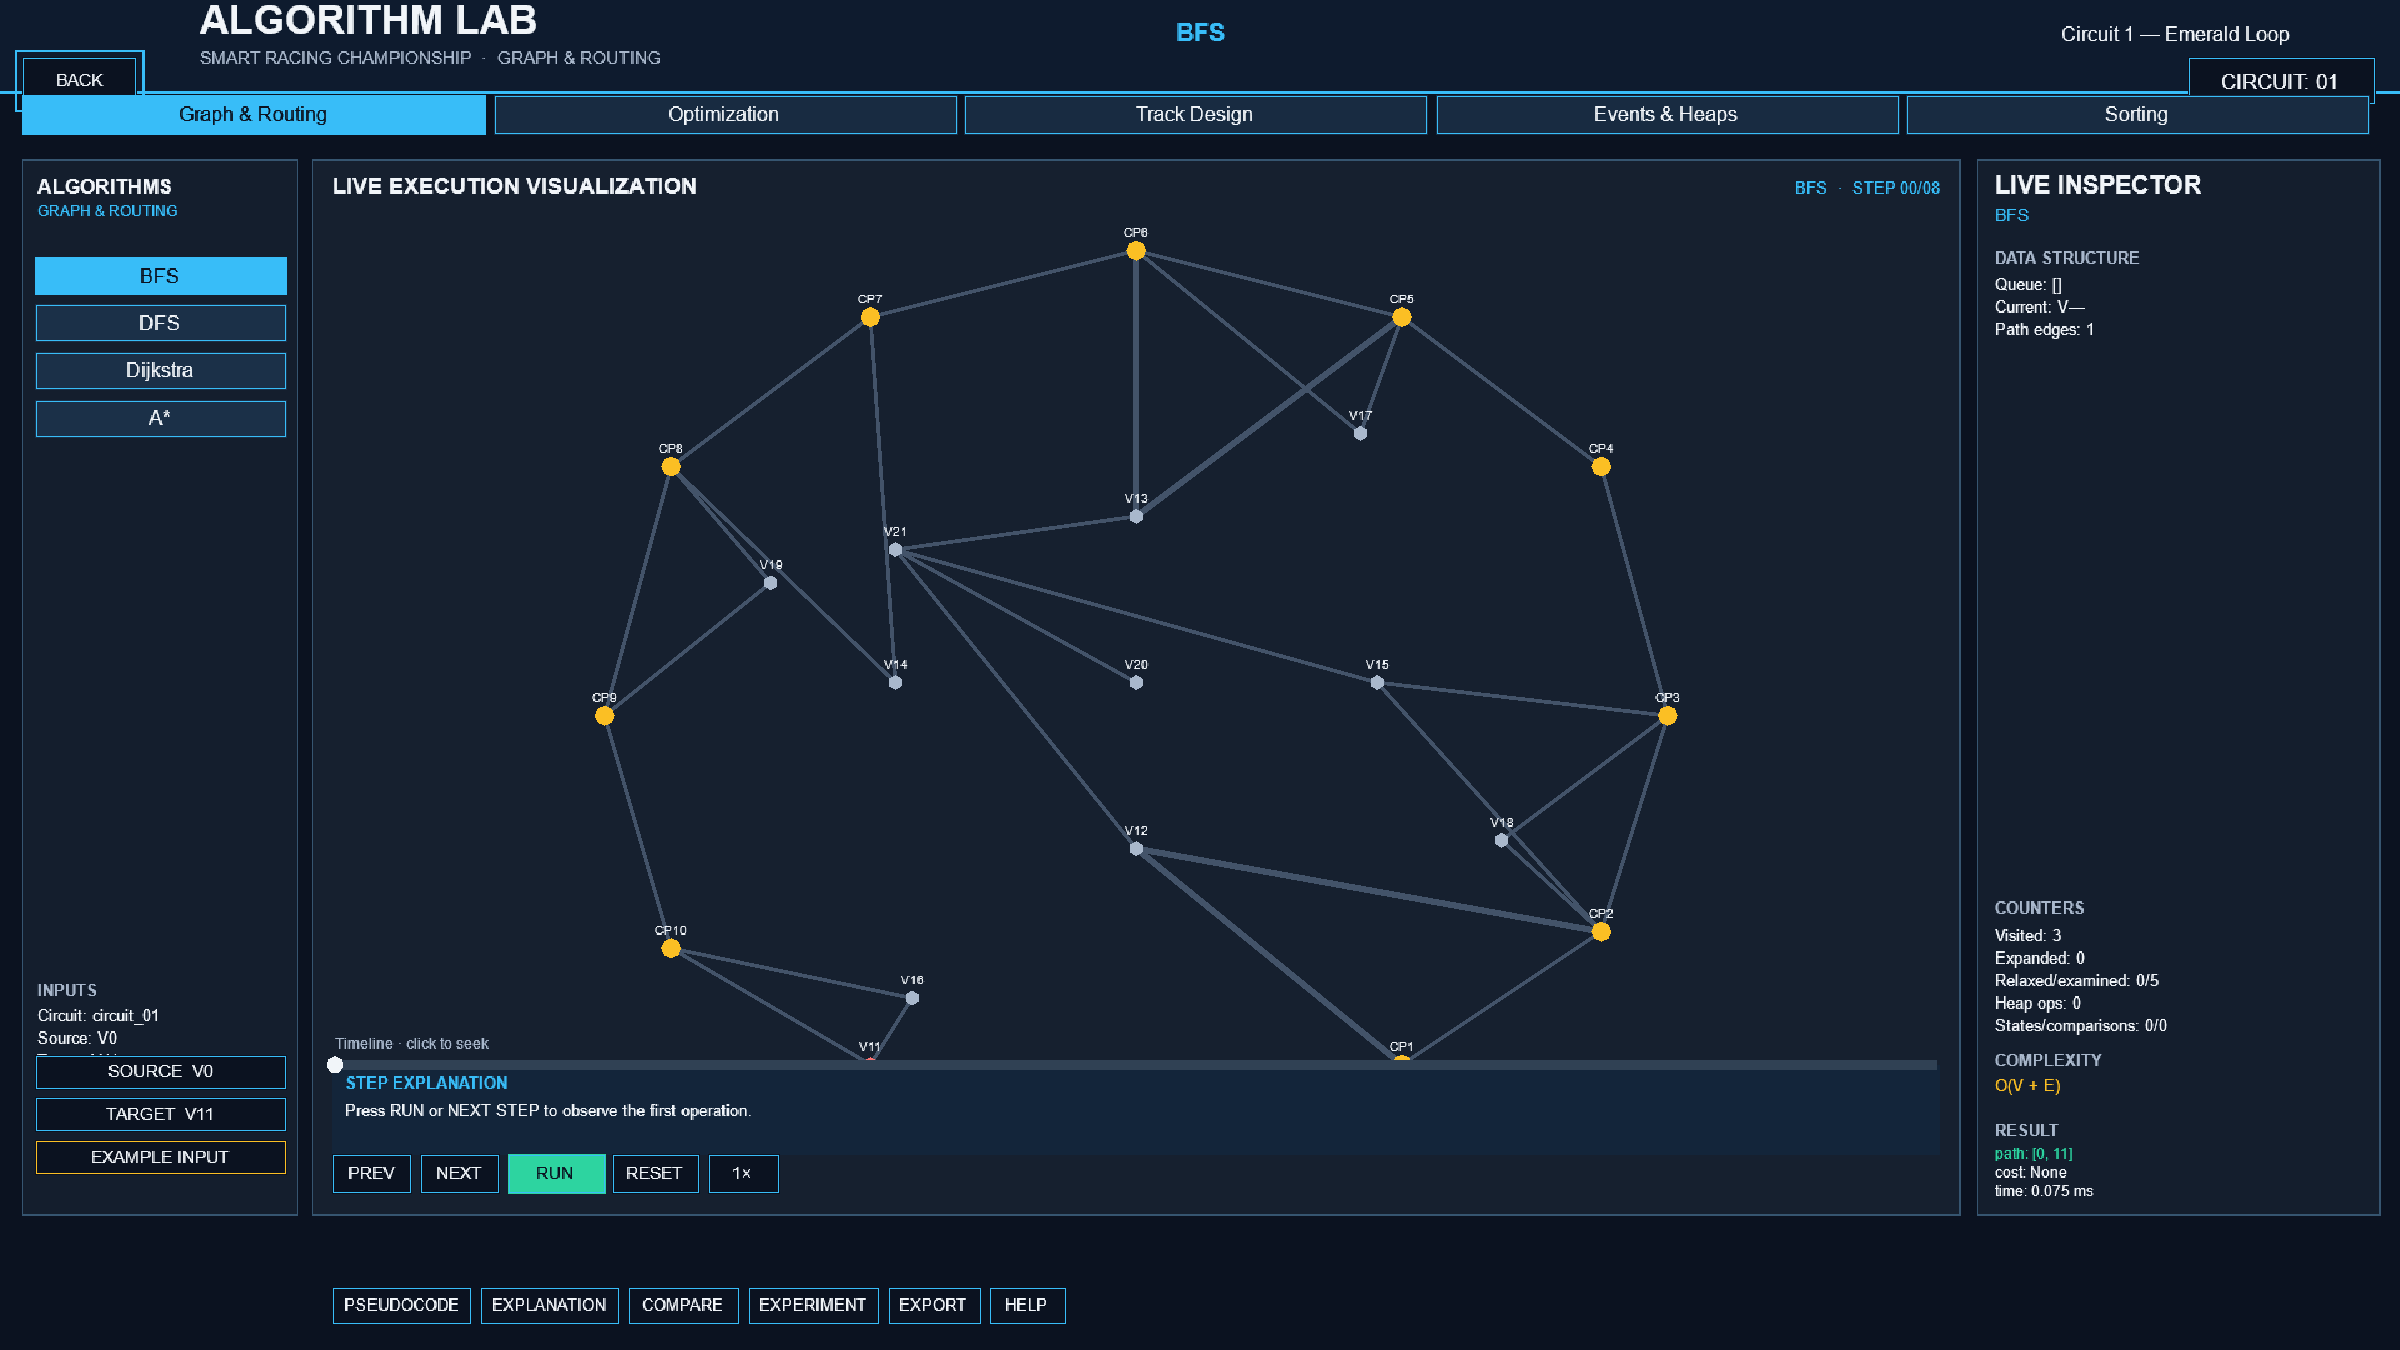 ALGORITHM LAB
SMART RACING CHAMPIONSHIP · GRAPH & ROUTING
BFS
Circuit 1 — Emerald Loop
BACK
CIRCUIT: 01
Graph & Routing
Optimization
Track Design
Events & Heaps
Sorting
ALGORITHMS
GRAPH & ROUTING
BFS
DFS
Dijkstra
A*
INPUTS
Circuit: circuit_01
Source: V0
SOURCE V0
TARGET V11
EXAMPLE INPUT
LIVE EXECUTION VISUALIZATION
BFS · STEP 00/08
CP6
CP7
CP5
V17
CP8
CP4
V13
V21
V19
V14
V20
V15
CP9
CP3
V12
V18
CP2
CP10
V16
V11
CP1
Timeline - click to seek
STEP EXPLANATION
Press RUN or NEXT STEP to observe the first operation.
PREV
NEXT
RUN
RESET
1×
LIVE INSPECTOR
BFS
DATA STRUCTURE
Queue: []
Current: V—
Path edges: 1
COUNTERS
Visited: 3
Expanded: 0
Relaxed/examined: 0/5
Heap ops: 0
States/comparisons: 0/0
COMPLEXITY
O(V + E)
RESULT
path: [0, 11]
cost: None
time: 0.075 ms
PSEUDOCODE
EXPLANATION
COMPARE
EXPERIMENT
EXPORT
HELP